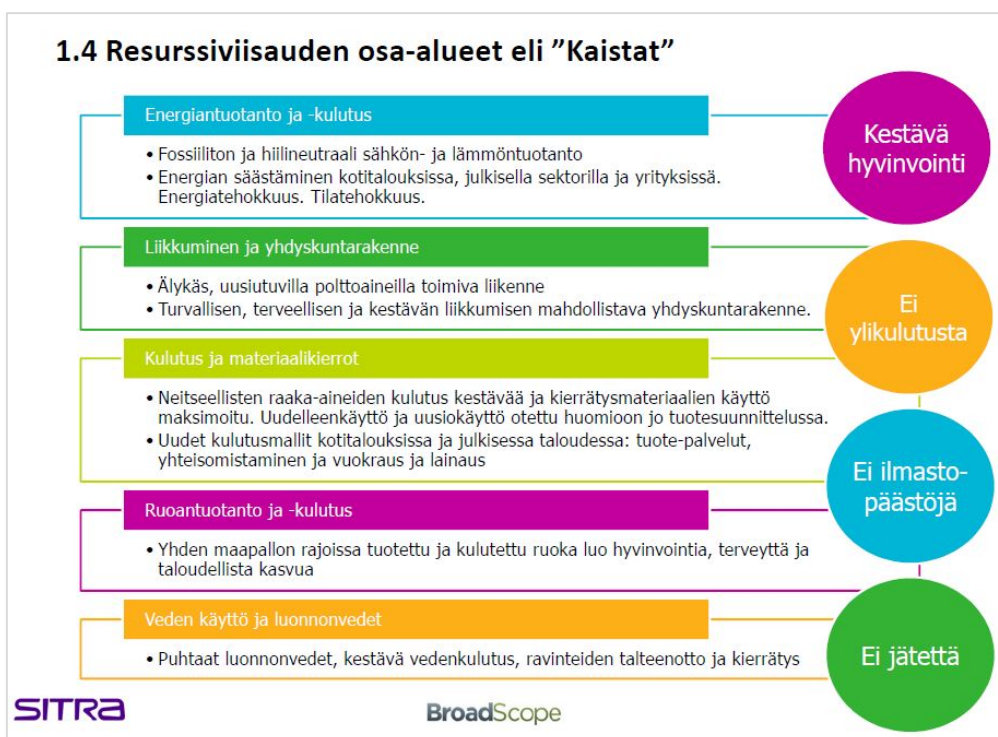 1.4 Resurssiviisauden osa-alueet eli ”Kaistat”
Energiantuotanto ja -kulutus
• Fossiiliton ja hiilineutraali sähkön- ja lämmöntuotanto
• Energian säästäminen kotitalouksissa, julkisella sektorilla ja yrityksissä.
Energiatehokkuus. Tilatehokkuus.
Liikkuminen ja yhdyskuntarakenne
• Älykäs, uusiutuvilla polttoaineilla toimiva liikenne
• Turvallisen, terveellisen ja kestävän liikkumisen mahdollistava yhdyskuntarakenne.
Kulutus ja materiaalikierrot
• Neitseellisten raaka-aineiden kulutus kestävää ja kierrätysmateriaalien käyttö
maksimoitu. Uudelleenkäyttö ja uusiokäyttö otettu huomioon jo tuotesuunnittelussa.
• Uudet kulutusmallit kotitalouksissa ja julkisessa taloudessa: tuote-palvelut,
yhteisomistaminen ja vuokraus ja lainaus
Ruoantuotanto ja -kulutus
• Yhden maapallon rajoissa tuotettu ja kulutettu ruoka luo hyvinvointia, terveyttä ja
taloudellista kasvua
Veden käyttö ja luonnonvedet
• Puhtaat luonnonvedet, kestävä vedenkulutus, ravinteiden talteenotto ja kierrätys
Kestävä
hyvinvointi
Ei
ylikulutusta
Ei ilmasto-
päästöjä
Ei jätettä
SITRA
BroadScope